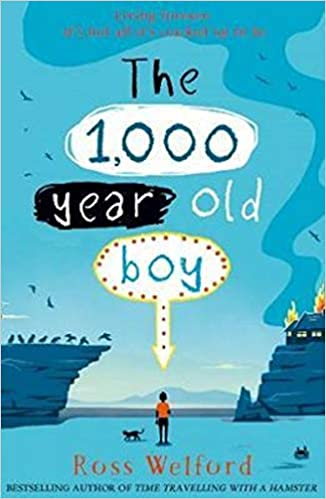 Living forever
it's not all it's cracked up to be
The
1,000
year old
boy
Ross Welford
BESTSELLING AUTHOR OF TIME TRAVELLING WITH A HAMSTER